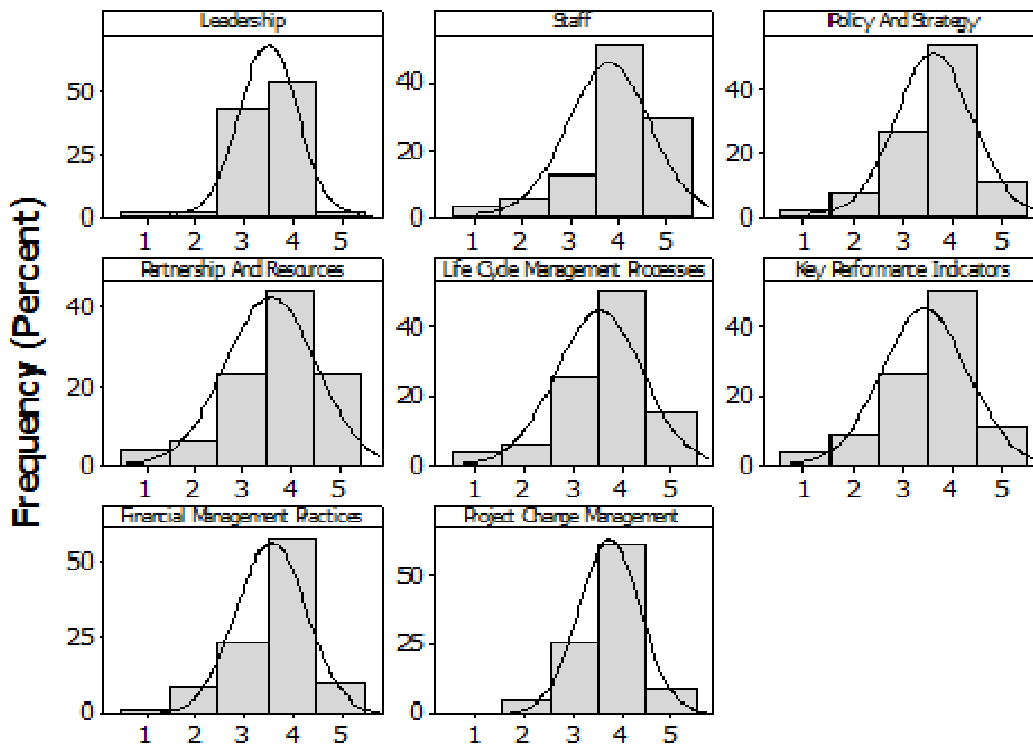 Leadership
Staff
Policy And Strategy
50
25
0
40
20
0
40
20
0
1 2 3 4 5
1 2 3 4 5
1 2 3 4 5
Partnership And Resources
Life Cycle Management Processes
Key Performance Indicators
40
20
0
40
20
0
40
20
0
1 2 3 4 5
1 2 3 4 5
1 2 3 4 5
Financial Management Practices
Project Change Management
50
25
0
50
25
0
1 2 3 4 5
1 2 3 4 5
Frequency (Percent)